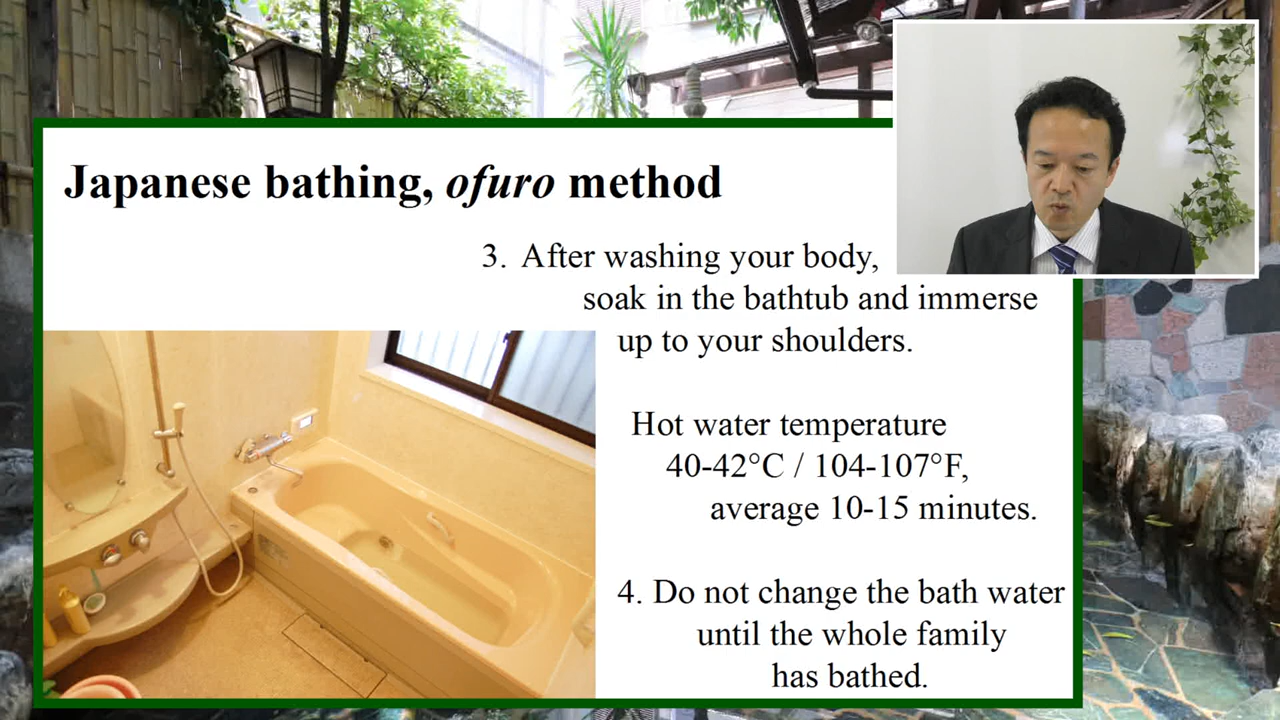 Japanese bathing, ofuro method
3. After washing your body,
soak in the bathtub and immerse
up to your shoulders.
Hot water temperature
40-42°C / 104-107°F,
average 10-15 minutes.
4. Do not change the bath water
until the whole family
has bathed.